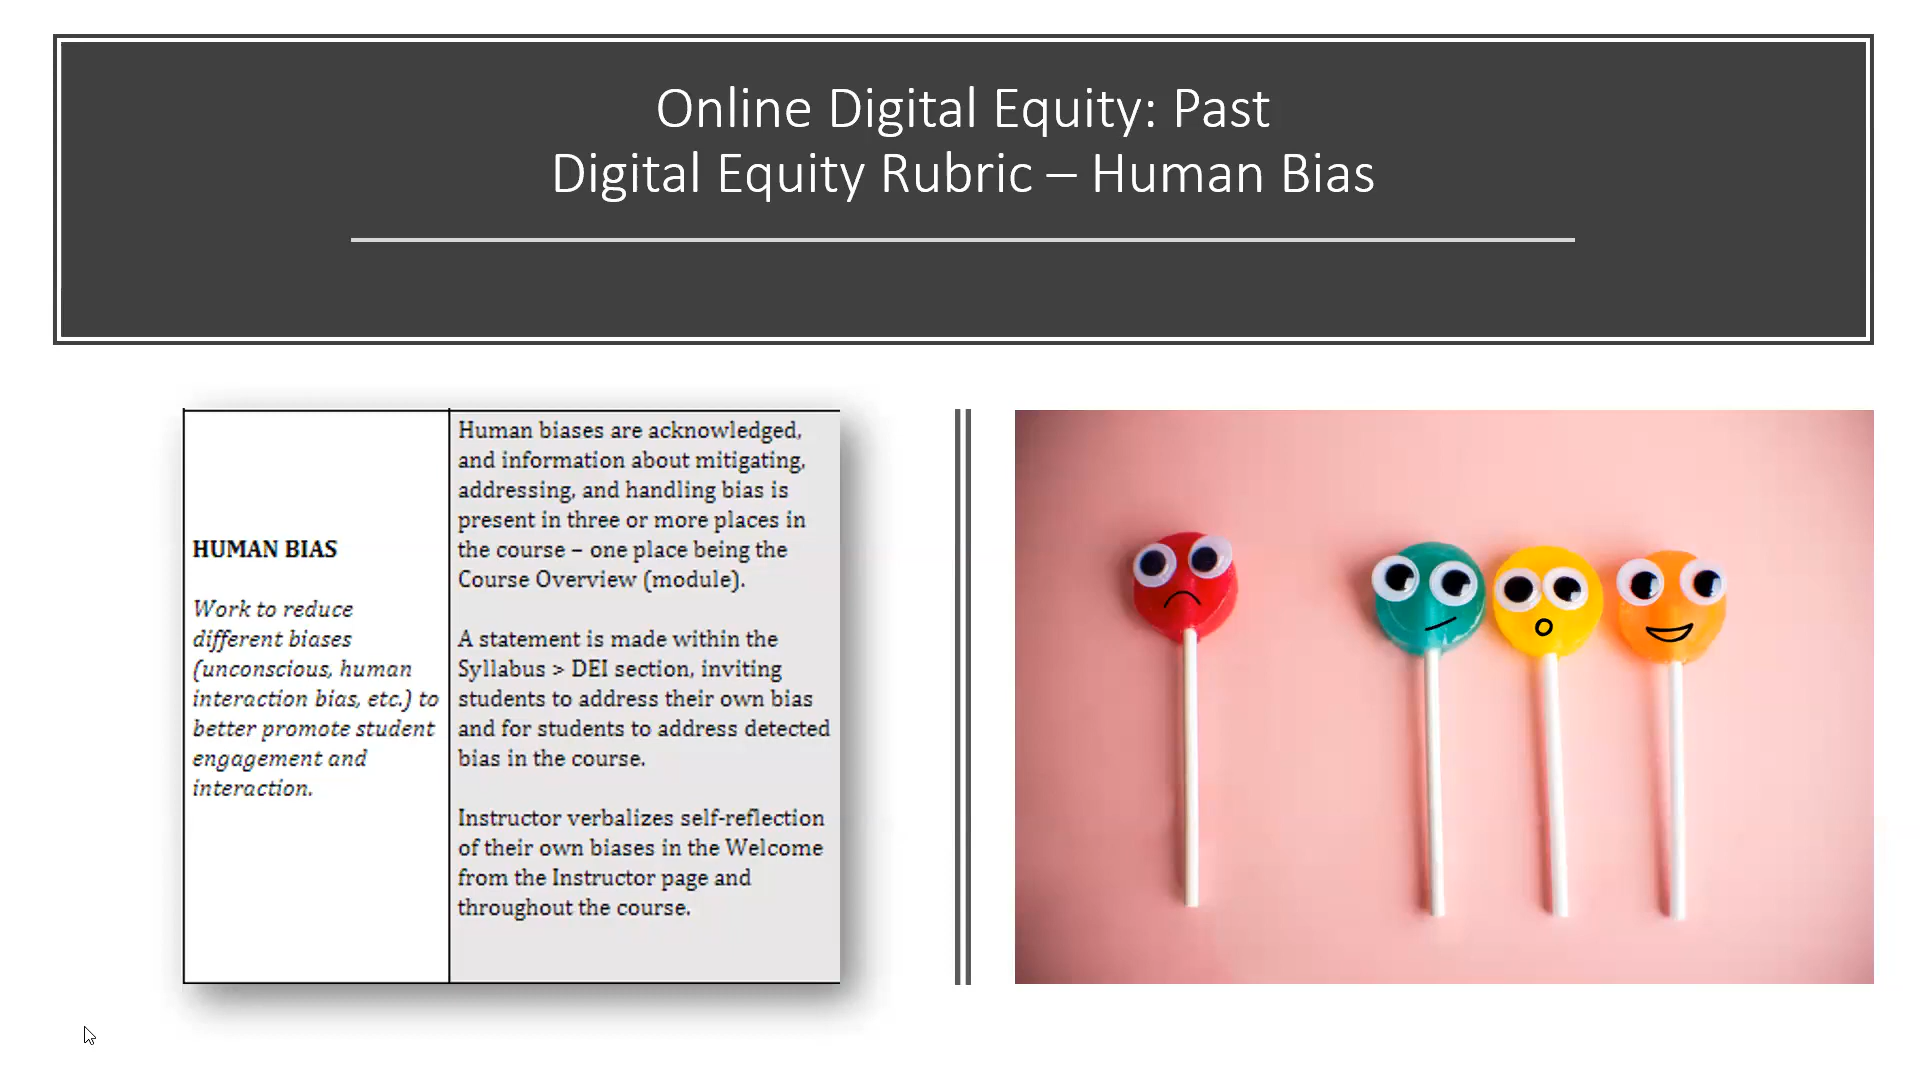 Online Digital Equity: Past
Digital Equity Rubric – Human Bias
HUMAN BIAS
Work to reduce
different biases
(unconscious, human
interaction bias, etc.) to
better promote student
engagement and
interaction.
Human biases are acknowledged,
and information about mitigating,
addressing, and handling bias is
present in three or more places in
the course – one place being the
Course Overview (module).
A statement is made within the
Syllabus > DEI section, inviting
students to address their own bias
and for students to address detected
bias in the course.
Instructor verbalizes self-reflection
of their own biases in the Welcome
from the Instructor page and
throughout the course.